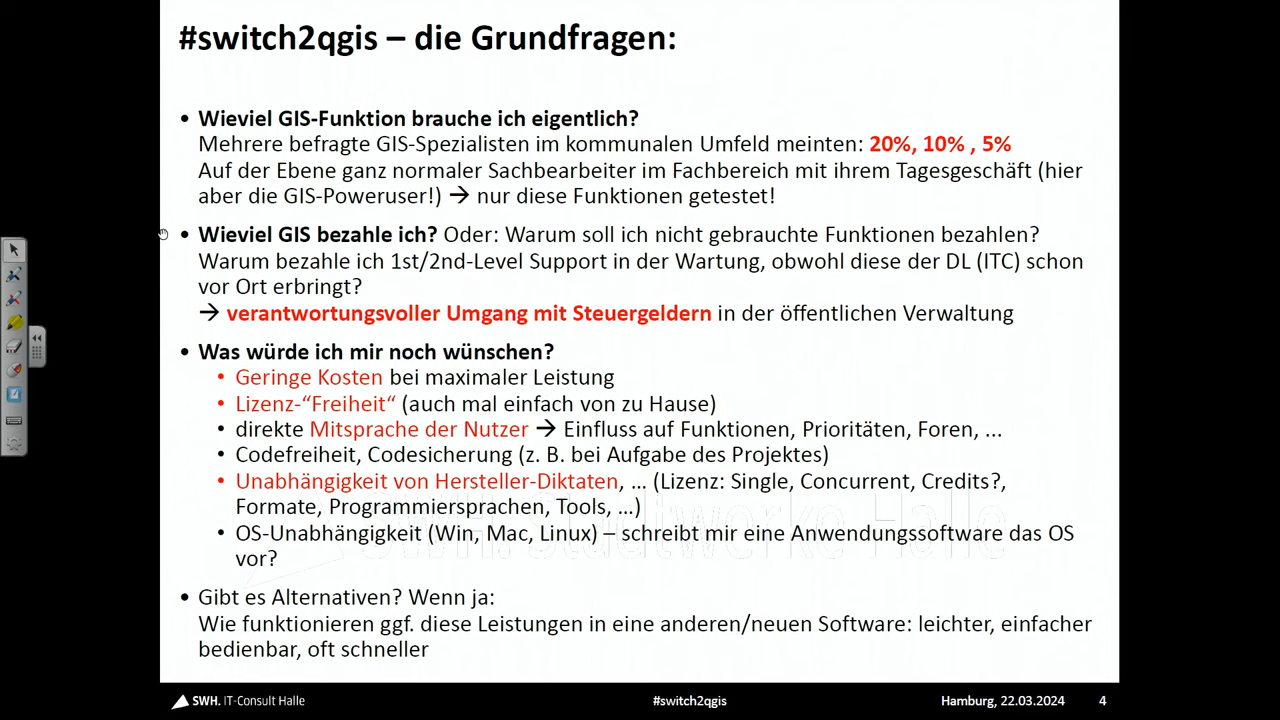 #switch2qgis – die Grundfragen:
• Wieviel GIS-Funktion brauche ich eigentlich?
Mehrere befragte GIS-Spezialisten im kommunalen Umfeld meinten: 20%, 10% , 5%
Auf der Ebene ganz normaler Sachbearbeiter im Fachbereich mit ihrem Tagesgeschäft (hier
aber die GIS-Poweruser!) → nur diese Funktionen getestet!
• Wieviel GIS bezahle ich? Oder: Warum soll ich nicht gebrauchte Funktionen bezahlen?
Warum bezahle ich 1st/2nd-Level Support in der Wartung, obwohl diese der DL (ITC) schon
vor Ort erbringt?
→ verantwortungsvoller Umgang mit Steuergeldern in der öffentlichen Verwaltung
• Was würde ich mir noch wünschen?
• Geringe Kosten bei maximaler Leistung
• Lizenz-“Freiheit“ (auch mal einfach von zu Hause)
• direkte Mitsprache der Nutzer → Einfluss auf Funktionen, Prioritäten, Foren, ...
• Codefreiheit, Codesicherung (z. B. bei Aufgabe des Projektes)
• Unabhängigkeit von Hersteller-Diktaten, … (Lizenz: Single, Concurrent, Credits?,
Formate, Programmiersprachen, Tools, …)
• OS-Unabhängigkeit (Win, Mac, Linux) – schreibt mir eine Anwendungssoftware das OS
vor?
• Gibt es Alternativen? Wenn ja:
Wie funktionieren ggf. diese Leistungen in eine anderen/neuen Software: leichter, einfacher
bedienbar, oft schneller
SWH. Stadtwerke Halle
SWH. IT-Consult Halle
#switch2qgis
Hamburg, 22.03.2024
4